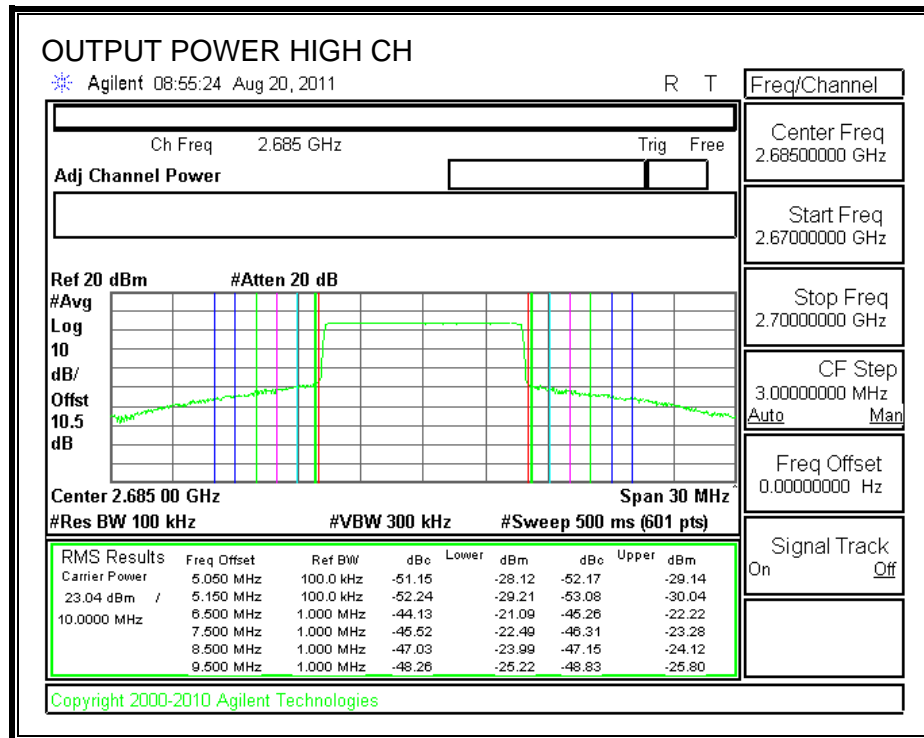 OUTPUT POWER HIGH CH
Agilent 08:55:24 Aug 20, 2011 R T
Freq/Channel
Ch Freq 2.685 GHz Trig Free
Adj Channel Power
Center Freq
2.68500000 GHz
Start Freq
2.67000000 GHz
Stop Freq
2.70000000 GHz
CF Step
3.00000000 MHz
Auto Man
Freq Offset
0.00000000 Hz
Signal Track
On Off
Ref 20 dBm #Atten 20 dB
#Avg
Log
10
dB/
Offst
10.5
dB
Center 2.685 00 GHz Span 30 MHz^
#Res BW 100 kHz #VBW 300 kHz #Sweep 500 ms (601 pts)
RMS Results Freq Offset Ref BW dBc Lower dBm dBc Upper dBm
Carrier Power 5.050 MHz 100.0 kHz -51.15 -28.12 -52.17 -29.14
23.04 dBm / 5.150 MHz 100.0 kHz -52.24 -29.21 -53.08 -30.04
10.0000 MHz 6.500 MHz 1.000 MHz -44.13 -21.09 -45.26 -22.22
7.500 MHz 1.000 MHz -45.52 -22.49 -46.31 -23.28
8.500 MHz 1.000 MHz -47.03 -23.99 -47.15 -24.12
9.500 MHz 1.000 MHz -48.26 -25.22 -48.83 -25.80
Copyright 2000-2010 Agilent Technologies